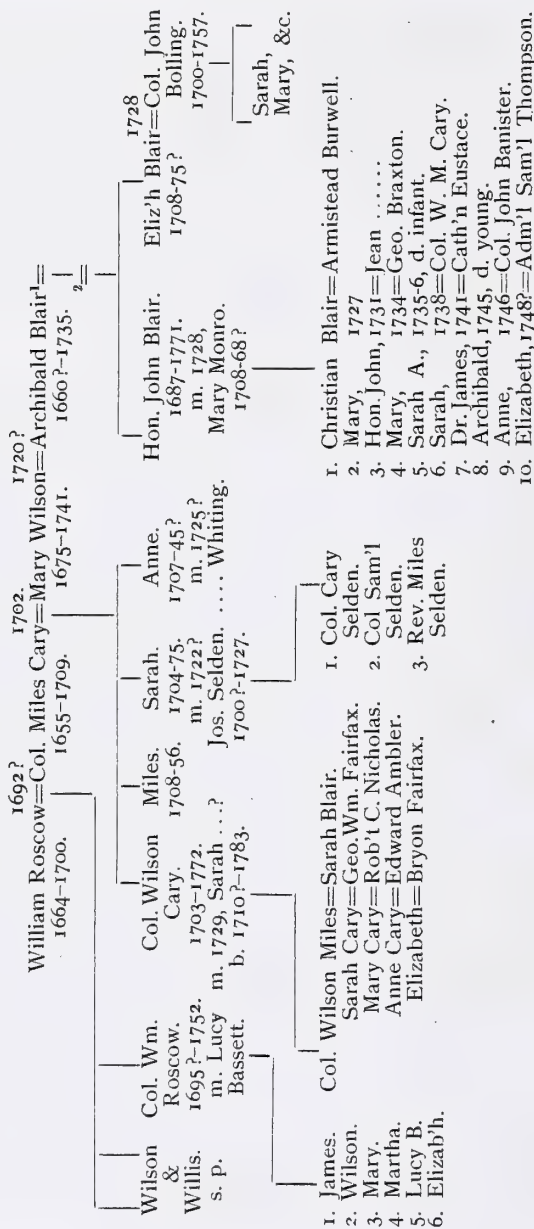 1692? 1702. 1720?
William Roscow=Col. Miles Cary=Mary Wilson=Archibald Blair¹=
1664-1700. 1655-1709. 1675-1741. 1660?-1735. 2=
Wilson
&
Willis.
s. p.
Col. Wm.
Roscow.
1695?-1752.
m. Lucy
Bassett.
Col. Wilson
Cary.
1703-1772.
m. 1729, Sarah ...?
b. 1710?-1783.
Miles.
1708-56.
Sarah.
1704-75.
m. 1722?
Jos. Selden.
1700?-1727.
Anne.
1707-45?
m. 1725?
.... Whiting.
Hon. John Blair.
1687-1771.
m. 1728,
Mary Monro.
1708-68?
1728
Eliz'h Blair=Col. John
1708-75? Bolling.
1700-1757.
Sarah,
Mary, &c.
1. James.
2. Wilson.
3. Mary.
4. Martha.
5. Lucy B.
6. Elizab'h.
Col. Wilson Miles=Sarah Blair.
Sarah Cary=Geo. Wm. Fairfax.
Mary Cary=Rob't C. Nicholas.
Anne Cary=Edward Ambler.
Elizabeth=Bryon Fairfax.
1. Col. Cary
Selden.
2. Col Sam'l
Selden.
3. Rev. Miles
Selden.
1. Christian Blair=Armistead Burwell.
2. Mary, 1727
3. Hon. John, 1731=Jean ......
4. Mary, 1734=Geo. Braxton.
5. Sarah A., 1735-6, d. infant.
6. Sarah, 1738=Col. W. M. Cary.
7. Dr. James, 1741=Cath'n Eustace.
8. Archibald, 1745, d. young.
9. Anne, 1746=Col. John Banister.
10. Elizabeth, 1748?=Adm'l Sam'l Thompson.